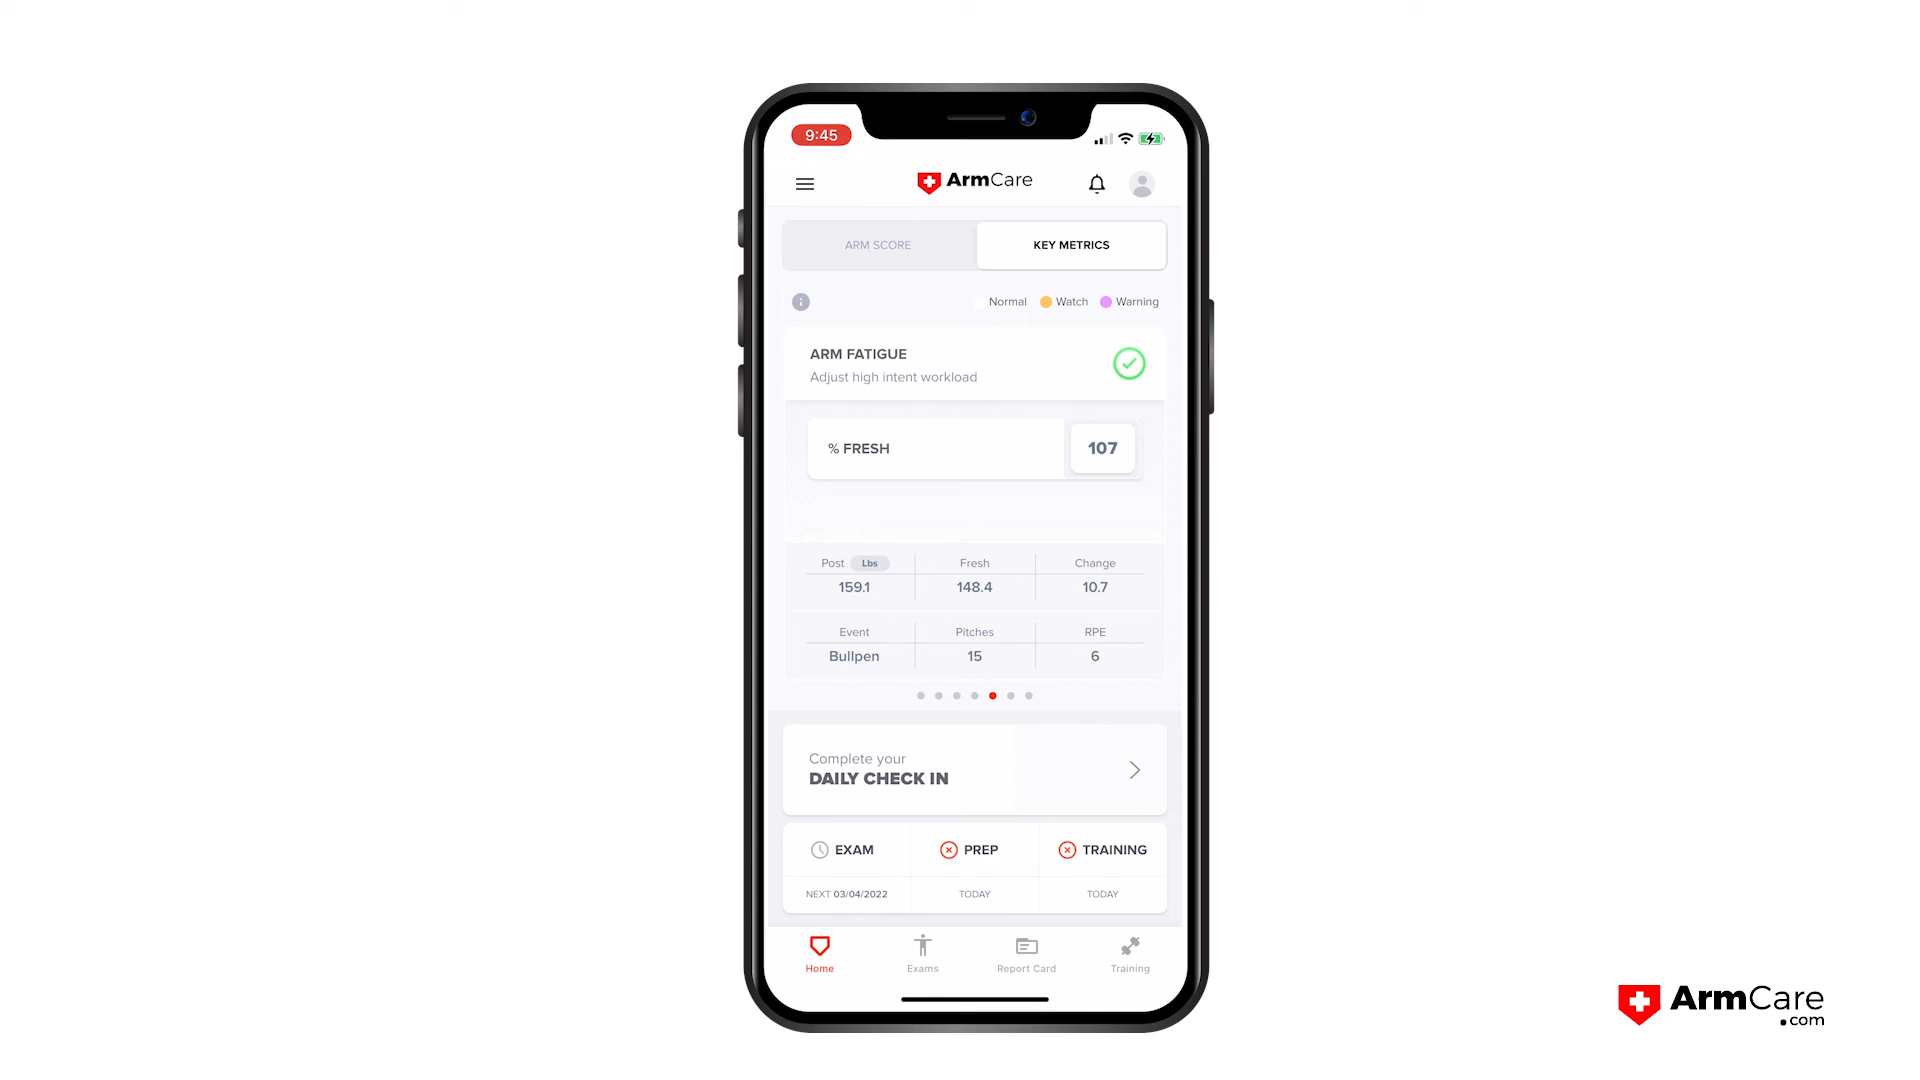 9:45
ArmCare
ARM SCORE
KEY METRICS
Normal
Watch
Warning
ARM FATIGUE
Adjust high intent workload
% FRESH
107
Post Lbs
Fresh
Change
159.1
148.4
10.7
Event
Pitches
RPE
Bullpen
15
6
Complete your
DAILY CHECK IN
EXAM
PREP
TRAINING
NEXT 03/04/2022
TODAY
TODAY
Home
Exams
Report Card
Training
ArmCare
.com